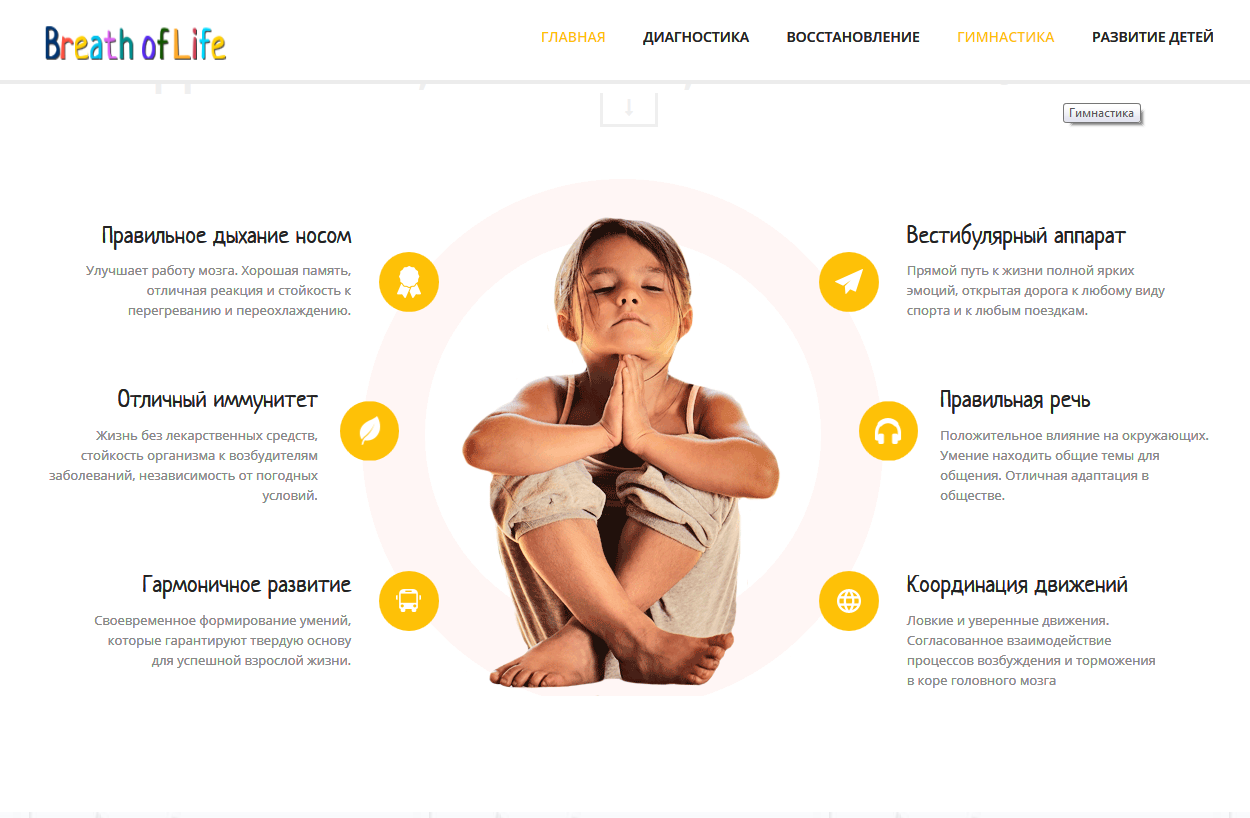 Breath of Life
ГЛАВНАЯ ДИАГНОСТИКА ВОССТАНОВЛЕНИЕ ГИМНАСТИКА РАЗВИТИЕ ДЕТЕЙ
Гимнастика
Правильное дыхание носом
Улучшает работу мозга. Хорошая память,
отличная реакция и стойкость к
перегреванию и переохлаждению.
Отличный иммунитет
Жизнь без лекарственных средств,
стойкость организма к возбудителям
заболеваний, независимость от погодных
условий.
Гармоничное развитие
Своевременное формирование умений,
которые гарантируют твердую основу
для успешной взрослой жизни.
Вестибулярный аппарат
Прямой путь к жизни полной ярких
эмоций, открытая дорога к любому виду
спорта и к любым поездкам.
Правильная речь
Положительное влияние на окружающих.
Умение находить общие темы для
общения. Отличная адаптация в
обществе.
Координация движений
Ловкие и уверенные движения.
Согласованное взаимодействие
процессов возбуждения и торможения
в коре головного мозга